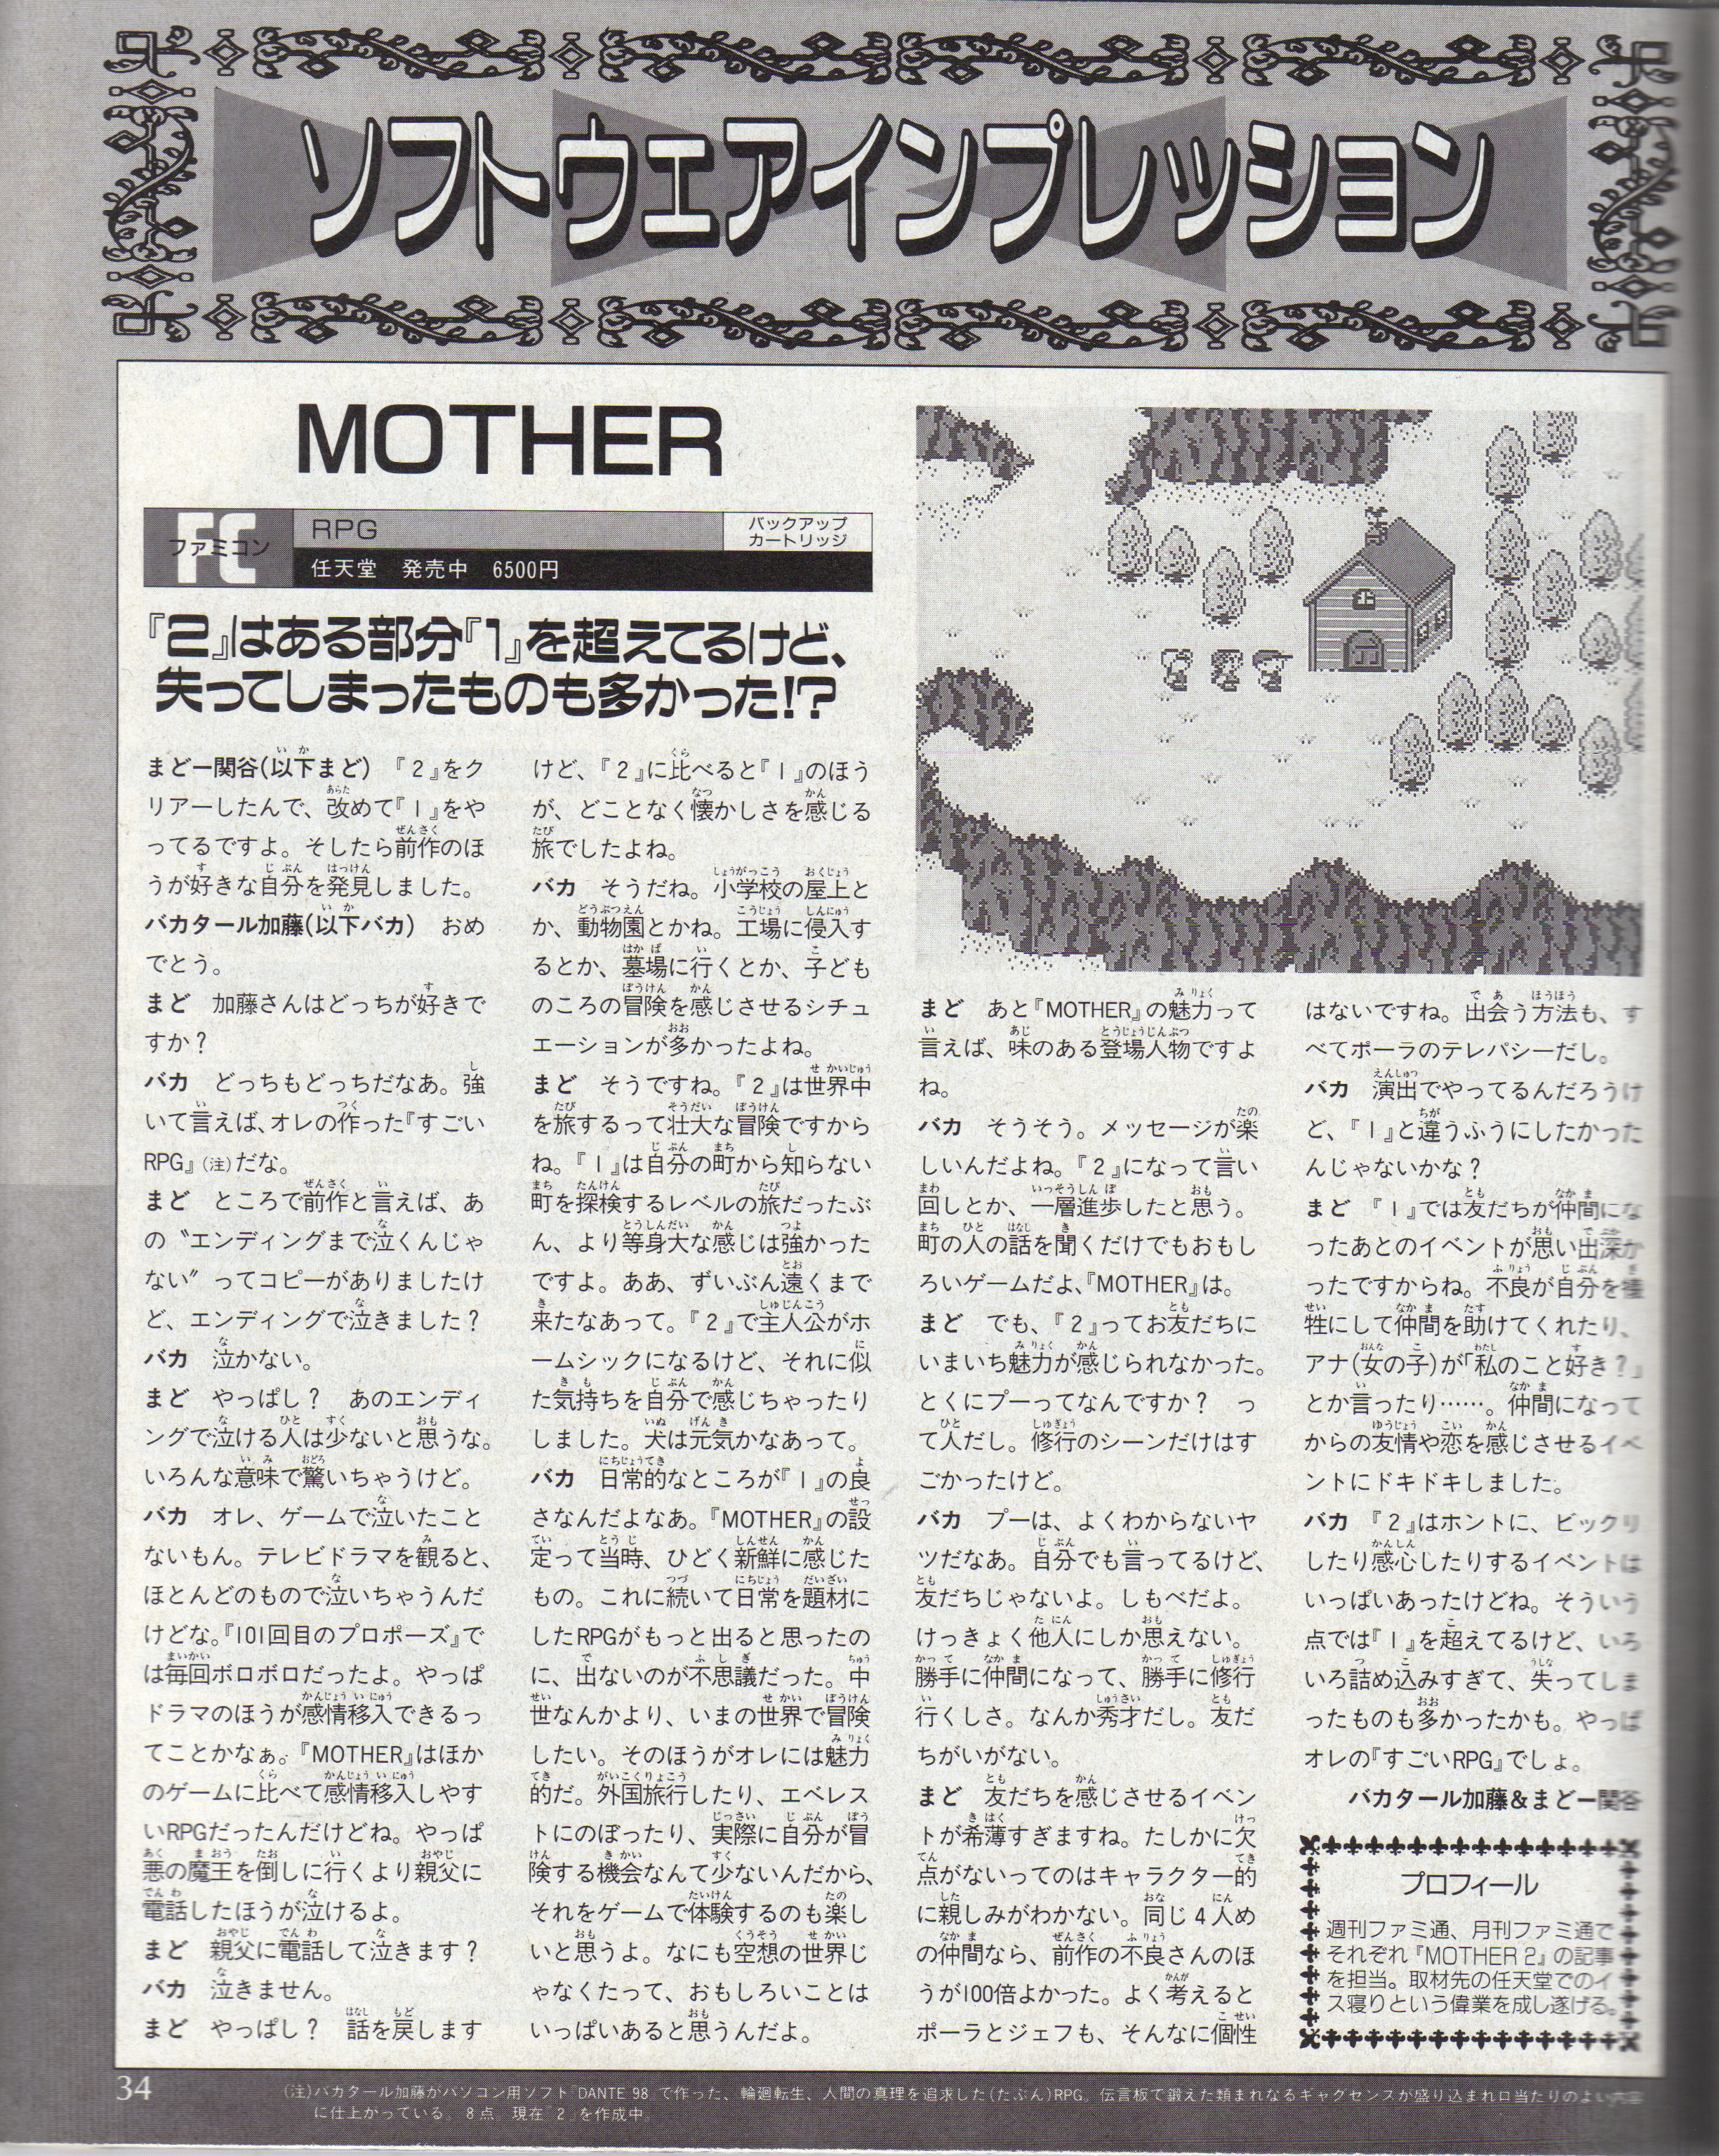 ソフトウェアインプレッション
MOTHER
FC
ファミコン
RPG
バックアップ
カートリッジ
任天堂　発売中　6500円
『2』はある部分『1』を超えてるけど、
失ってしまったものも多かった!?
まどー関谷(以下まど)　『2』をク
リアーしたんで、改めて『1』をや
ってるですよ。そしたら前作のほ
うが好きな自分を発見しました。
バカタール加藤(以下バカ)　おめ
でとう。
まど　加藤さんはどっちが好きで
すか？
バカ　どっちもどっちだなあ。強
いて言えば、オレの作った『すごい
RPG』(注)だな。
まど　ところで前作と言えば、あ
の〝エンディングまで泣くんじゃ
ない〞ってコピーがありましたけ
ど、エンディングで泣きました？
バカ　泣かない。
まど　やっぱし？　あのエンディ
ングで泣ける人は少ないと思うな。
いろんな意味で驚いちゃうけど。
バカ　オレ、ゲームで泣いたこと
ないもん。テレビドラマを観ると、
ほとんどのもので泣いちゃうんだ
けどな。『101回目のプロポーズ』で
は毎回ボロボロだったよ。やっぱ
ドラマのほうが感情移入できるっ
てことかなぁ。『MOTHER』はほか
のゲームに比べて感情移入しやす
いRPGだったんだけどね。やっぱ
悪の魔王を倒しに行くより親父に
電話したほうが泣けるよ。
まど　親父に電話して泣きます？
バカ　泣きません。
まど　やっぱし？　話を戻します
けど、『2』に比べると『1』のほう
が、どことなく懐かしさを感じる
旅でしたよね。
バカ　そうだね。小学校の屋上と
か、動物園とかね。工場に侵入す
るとか、墓場に行くとか、子ども
のころの冒険を感じさせるシチュ
エーションが多かったよね。
まど　そうですね。『2』は世界中
を旅するって壮大な冒険ですから
ね。『1』は自分の町から知らない
町を探検するレベルの旅だったぶ
ん、より等身大な感じは強かった
ですよ。ああ、ずいぶん遠くまで
来たなあって。『2』で主人公がホ
ームシックになるけど、それに似
た気持ちを自分で感じちゃったり
しました。犬は元気かなあって。
バカ　日常的なところが『1』の良
さなんだよなあ。『MOTHER』の設
定って当時、ひどく新鮮に感じた
もの。これに続いて日常を題材に
したRPGがもっと出ると思ったの
に、出ないのが不思議だった。中
世なんかより、いまの世界で冒険
したい。そのほうがオレには魅力
的だ。外国旅行したり、エベレス
トにのぼったり、実際に自分が冒
険する機会なんて少ないんだから、
それをゲームで体験するのも楽し
いと思うよ。なにも空想の世界じ
ゃなくたって、おもしろいことは
いっぱいあると思うんだよ。
まど　あと『MOTHER』の魅力って
言えば、味のある登場人物ですよ
ね。
バカ　そうそう。メッセージが楽
しいんだよね。『2』になって言い
回しとか、一層進歩したと思う。
町の人の話を聞くだけでもおもし
ろいゲームだよ、『MOTHER』は。
まど　でも、『2』ってお友だちに
いまいち魅力が感じられなかった。
とくにプーってなんですか？　っ
て人だし。修行のシーンだけはす
ごかったけど。
バカ　プーは、よくわからないヤ
ツだなあ。自分でも言ってるけど、
友だちじゃないよ。しもべだよ。
けっきょく他人にしか思えない。
勝手に仲間になって、勝手に修行
行くしさ。なんか秀才だし。友だ
ちがいがない。
まど　友だちを感じさせるイベン
トが希薄すぎますね。たしかに欠
点がないってのはキャラクター的
に親しみがわかない。同じ4人め
の仲間なら、前作の不良さんのほ
うが100倍よかった。よく考えると
ポーラとジェフも、そんなに個性
はないですね。出会う方法も、す
べてポーラのテレパシーだし。
バカ　演出でやってるんだろうけ
ど、『1』と違うふうにしたかった
んじゃないかな？
まど　『1』では友だちが仲間にな
ったあとのイベントが思い出深か
ったですからね。不良が自分を犠
牲にして仲間を助けてくれたり、
アナ(女の子)が「私のこと好き？」
とか言ったり……。仲間になって
からの友情や恋を感じさせるイベ
ントにドキドキしました。
バカ　『2』はホントに、ビックリ
したり感心したりするイベントは
いっぱいあったけどね。そういう
点では『1』を超えてるけど、いろ
いろ詰め込みすぎて、失ってしま
ったものも多かったかも。やっぱ
オレの『すごいRPG』でしょ。
バカタール加藤&まどー関谷
プロフィール
週刊ファミ通、月刊ファミ通で
それぞれ『MOTHER 2』の記事
を担当。取材先の任天堂でのイ
ス寝りという偉業を成し遂げる。
34
(注)バカタール加藤がパソコン用ソフト『DANTE 98』で作った、輪廻転生、人間の真理を追求した(たぶん)RPG。伝言板で鍛えた類まれなるギャグセンスが盛り込まれ口当たりのよい内容
に仕上がっている。8点。現在『2』を作成中。